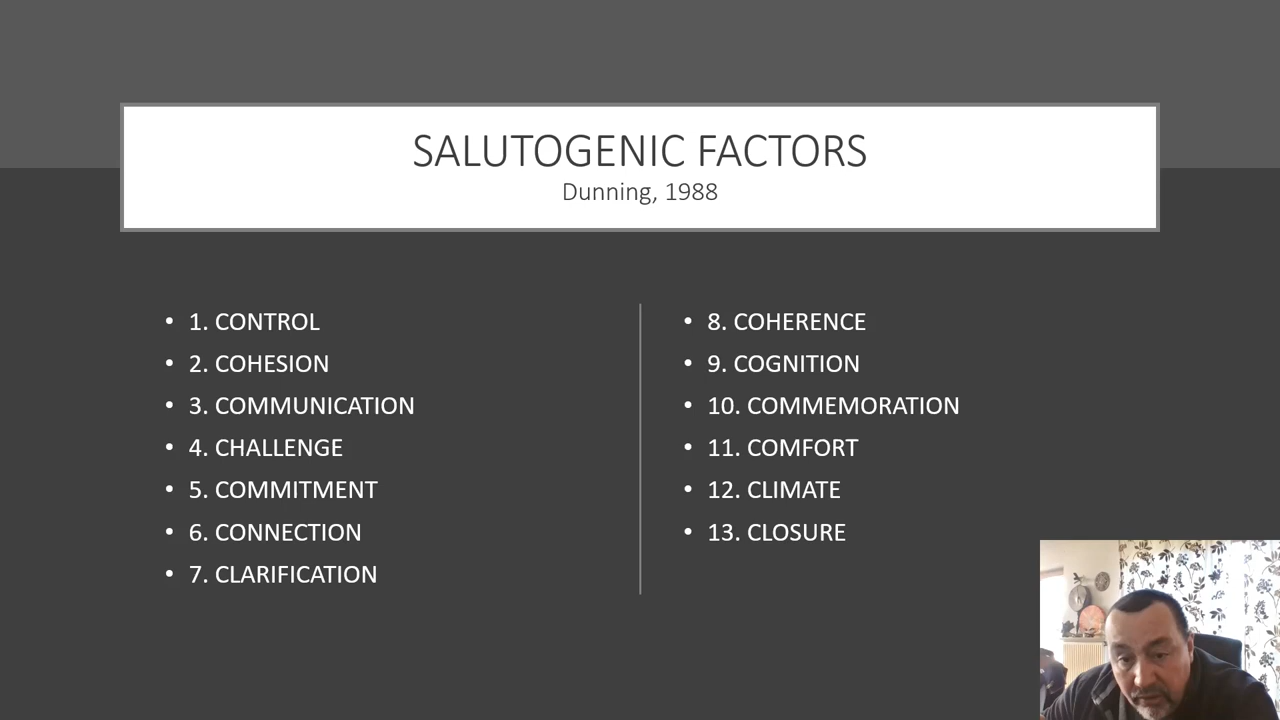 SALUTOGENIC FACTORS
Dunning, 1988
• 1. CONTROL
• 2. COHESION
• 3. COMMUNICATION
• 4. CHALLENGE
• 5. COMMITMENT
• 6. CONNECTION
• 7. CLARIFICATION
• 8. COHERENCE
• 9. COGNITION
• 10. COMMEMORATION
• 11. COMFORT
• 12. CLIMATE
• 13. CLOSURE